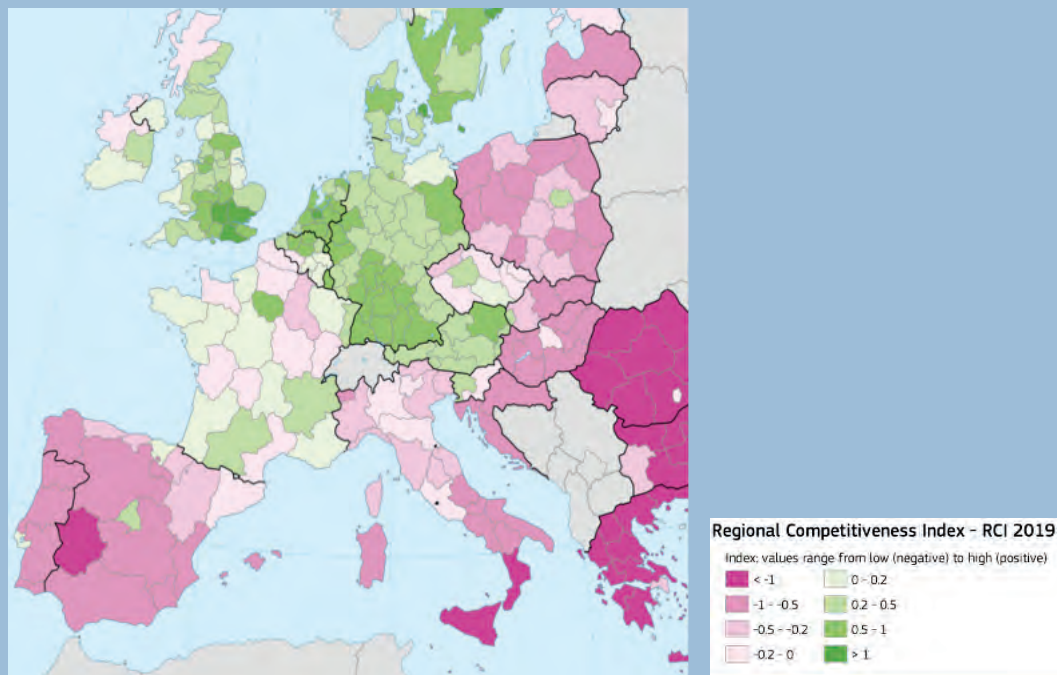 Regional Competitiveness Index – RCI 2019
Index: values range from low (negative) to high (positive)
< -1
0 - 0.2
-1 - -0.5
0.2 - 0.5
-0.5 - -0.2
0.5 - 1
-0.2 - 0
> 1